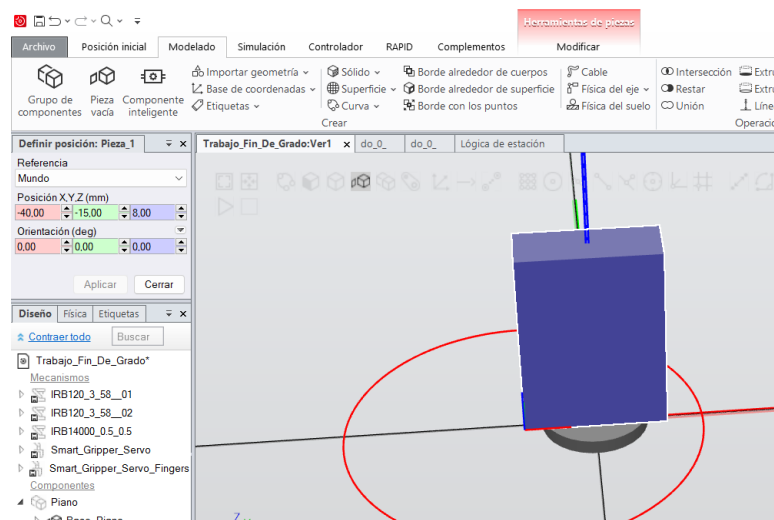 Herramientas de piezas
Archivo Posición inicial Modelado Simulación Controlador RAPID Complementos Modificar
Grupo de componentes
Pieza vacía
Componente inteligente
Importar geometría
Base de coordenadas
Etiquetas
Sólido
Superficie
Curva
Borde alrededor de cuerpos
Borde alrededor de superficie
Borde con los puntos
Crear
Cable
Física del eje
Física del suelo
Intersección
Restar
Unión
Extru
Extru
Líne
Operacio
Definir posición: Pieza_1
Trabajo_Fin_De_Grado:Ver1 do_0_ do_0_ Lógica de estación
Referencia
Mundo
Posición X,Y,Z (mm)
-40,00 -15,00 8,00
Orientación (deg)
0,00 0,00 0,00
Aplicar Cerrar
Diseño Física Etiquetas
Contraer todo Buscar
Trabajo_Fin_De_Grado*
Mecanismos
IRB120_3_58__01
IRB120_3_58__02
IRB14000_0.5_0.5
Smart_Gripper_Servo
Smart_Gripper_Servo_Fingers
Componentes
Piano
Base_Piano
Z